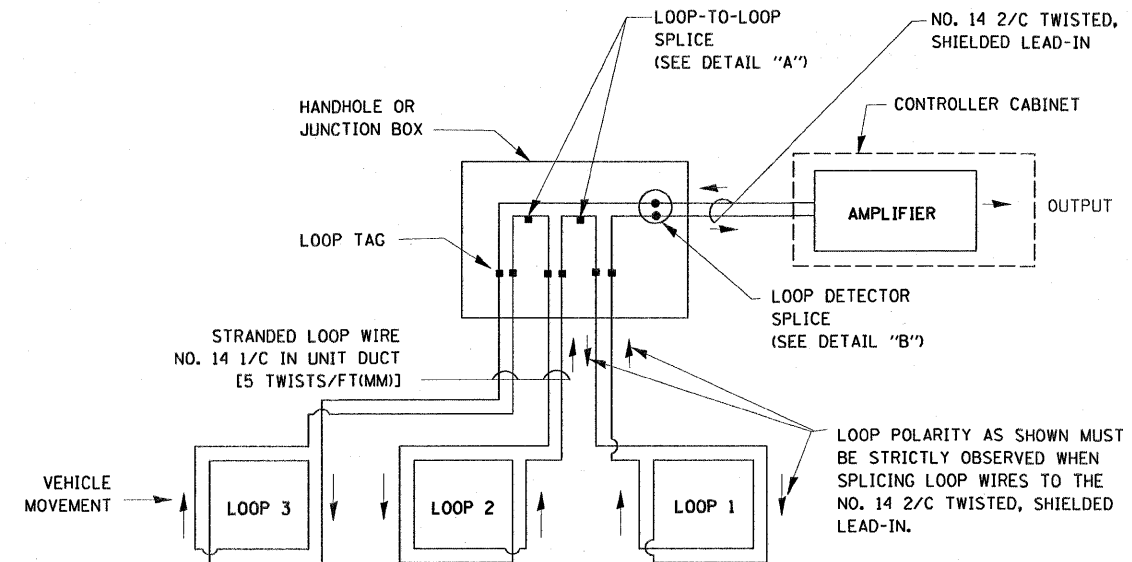 LOOP-TO-LOOP
SPLICE
(SEE DETAIL "A")
NO. 14 2/C TWISTED,
SHIELDED LEAD-IN
HANDHOLE OR
JUNCTION BOX
CONTROLLER CABINET
AMPLIFIER
OUTPUT
LOOP TAG
LOOP DETECTOR
SPLICE
(SEE DETAIL "B")
STRANDED LOOP WIRE
NO. 14 1/C IN UNIT DUCT
[5 TWISTS/FT(MM)]
LOOP POLARITY AS SHOWN MUST
BE STRICTLY OBSERVED WHEN
SPLICING LOOP WIRES TO THE
NO. 14 2/C TWISTED, SHIELDED
LEAD-IN.
VEHICLE
MOVEMENT
LOOP 3
LOOP 2
LOOP 1